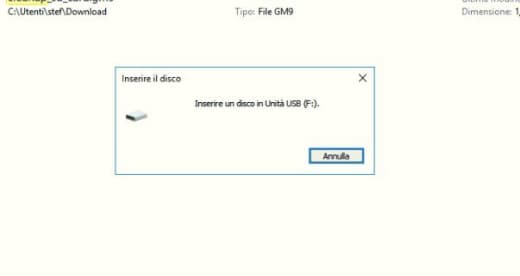 C:\Utenti\stef\Download
Tipo: File GM9
Dimensione: 1,
Inserire il disco
Inserire un disco in Unità USB (F:).
Annulla